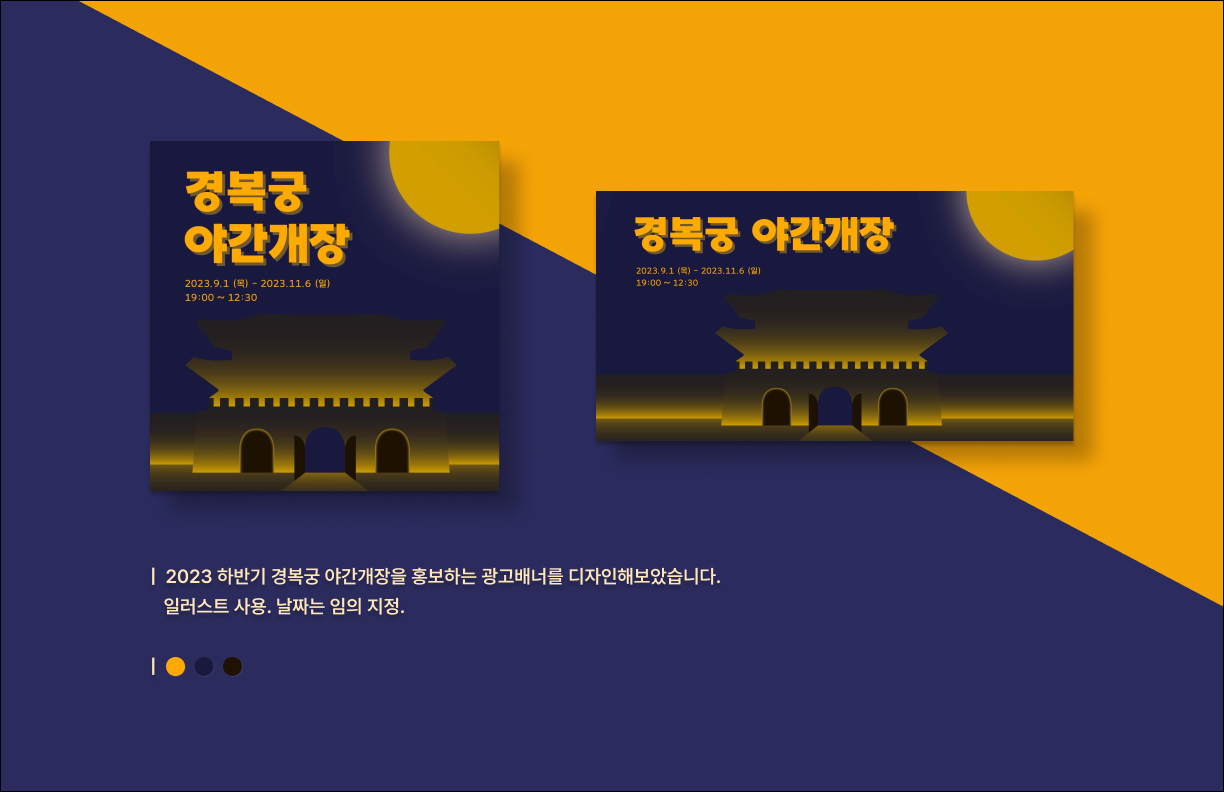 경복궁
야간개장
2023.9.1 (목) - 2023.11.6 (일)
19:00 ~ 12:30
경복궁 야간개장
2023.9.1 (목) - 2023.11.6 (일)
19:00 ~ 12:30
| 2023 하반기 경복궁 야간개장을 홍보하는 광고배너를 디자인해보았습니다.
일러스트 사용. 날짜는 임의 지정.
|